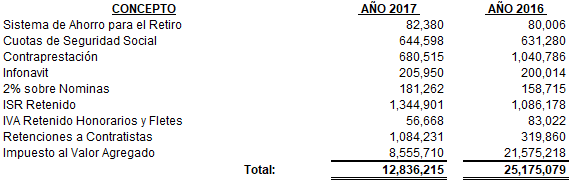 CONCEPTO AÑO 2017 AÑO 2016
Sistema de Ahorro para el Retiro 82,380 80,006
Cuotas de Seguridad Social 644,598 631,280
Contraprestación 680,515 1,040,786
Infonavit 205,950 200,014
2% sobre Nominas 181,262 158,715
ISR Retenido 1,344,901 1,086,178
IVA Retenido Honorarios y Fletes 56,668 83,022
Retenciones a Contratistas 1,084,231 319,860
Impuesto al Valor Agregado 8,555,710 21,575,218
Total: 12,836,215 25,175,079